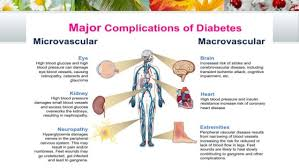 Major Complications of Diabetes
Microvascular
Macrovascular
Eye
High blood glucose and high
blood pressure can damage
eye blood vessels, causing
retinopathy, cataracts and
glaucoma
Kidney
High blood pressure
damages small blood vessels
and excess blood glucose
overworks the kidneys,
resulting in nephropathy.
Neuropathy
Hyperglycemia damages
nerves in the peripheral
nervous system. This may
result in pain and/or
numbness. Feet wounds may
go undetected, get infected
and lead to gangrene.
Brain
Increased risk of stroke and
cerebrovascular disease, including
transient ischemic attack, cognitive
impairment, etc.
Heart
High blood pressure and insulin
resistance increase risk of coronary
heart disease
Extremities
Peripheral vascular disease results
from narrowing of blood vessels
increasing the risk for reduced or
lack of blood flow in legs. Feet
wounds are likely to heal slowly
contributing to gangrene and other
complications.